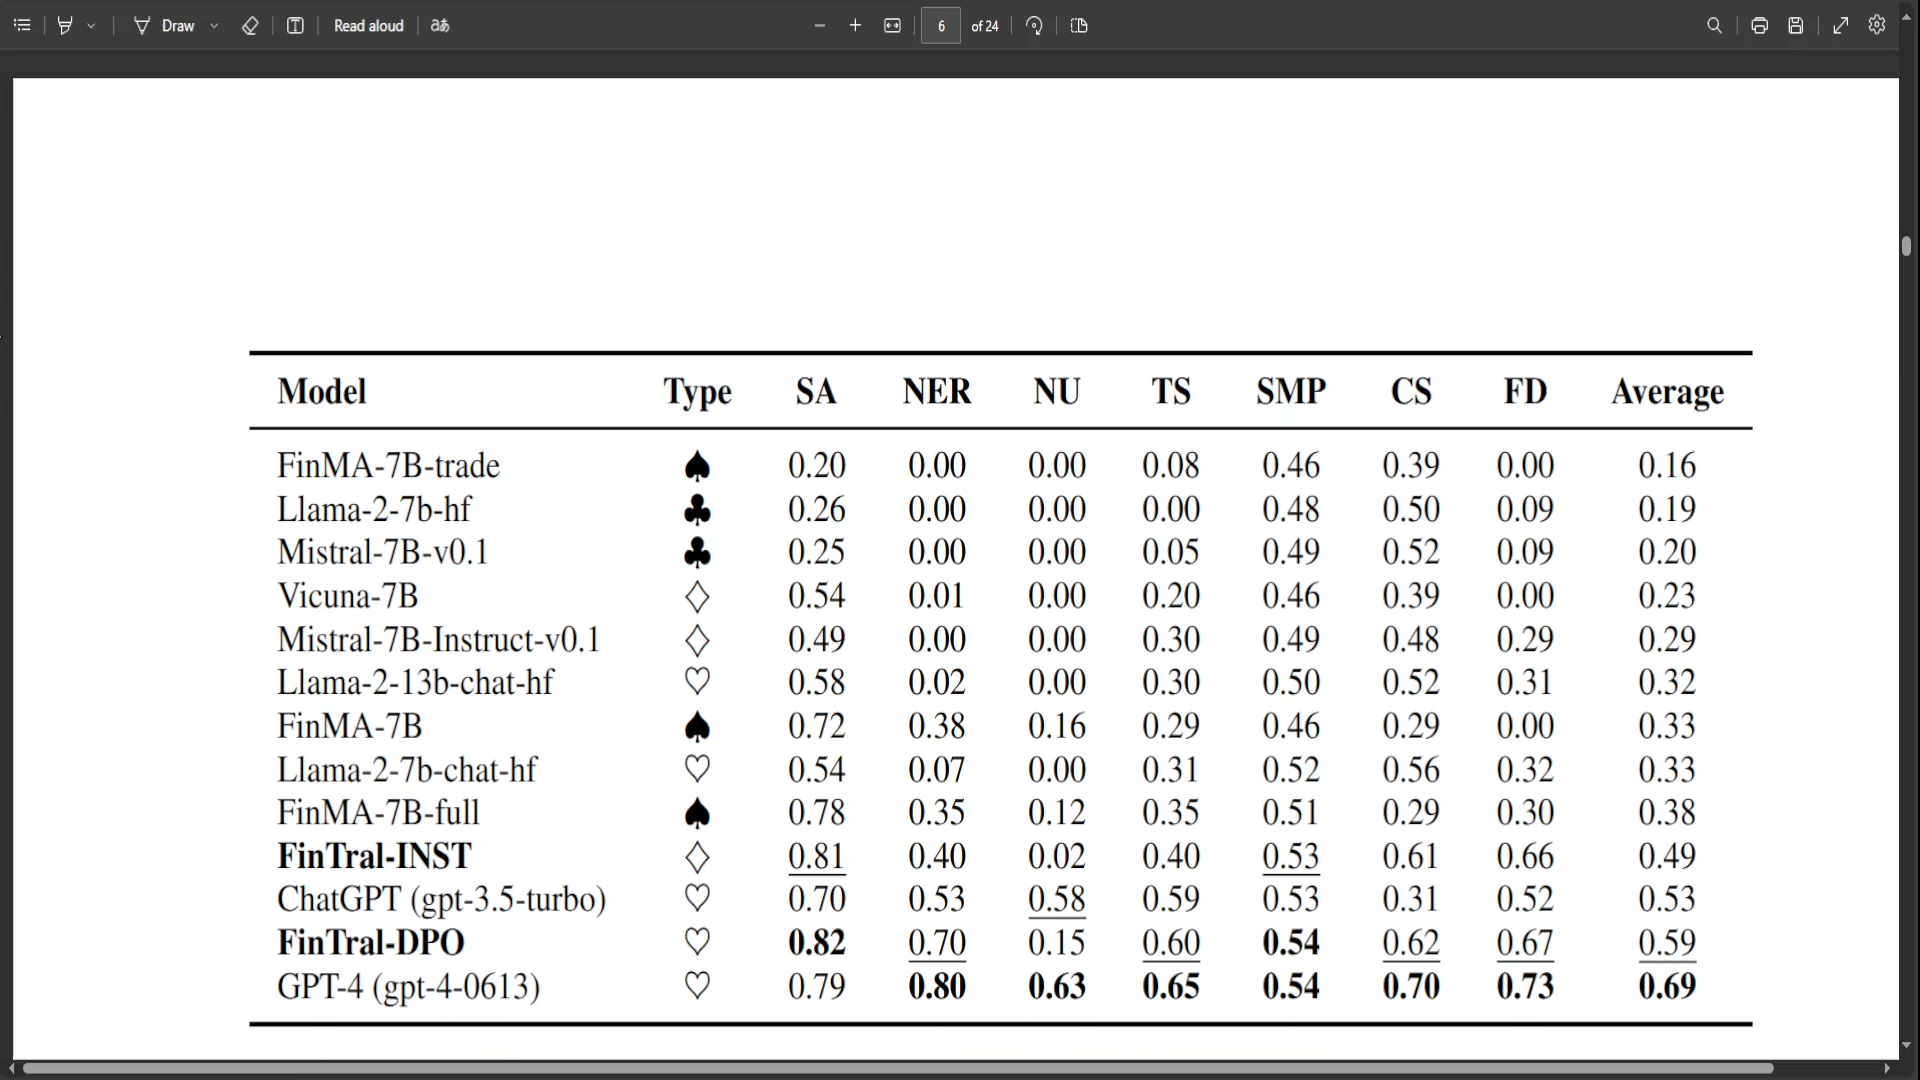 Draw Read aloud aあ 6 of 24
Model Type SA NER NU TS SMP CS FD Average
FinMA-7B-trade ♠ 0.20 0.00 0.00 0.08 0.46 0.39 0.00 0.16
Llama-2-7b-hf ♣ 0.26 0.00 0.00 0.00 0.48 0.50 0.09 0.19
Mistral-7B-v0.1 ♣ 0.25 0.00 0.00 0.05 0.49 0.52 0.09 0.20
Vicuna-7B ♢ 0.54 0.01 0.00 0.20 0.46 0.39 0.00 0.23
Mistral-7B-Instruct-v0.1 ♢ 0.49 0.00 0.00 0.30 0.49 0.48 0.29 0.29
Llama-2-13b-chat-hf ♡ 0.58 0.02 0.00 0.30 0.50 0.52 0.31 0.32
FinMA-7B ♠ 0.72 0.38 0.16 0.29 0.46 0.29 0.00 0.33
Llama-2-7b-chat-hf ♡ 0.54 0.07 0.00 0.31 0.52 0.56 0.32 0.33
FinMA-7B-full ♠ 0.78 0.35 0.12 0.35 0.51 0.29 0.30 0.38
FinTral-INST ♢ 0.81 0.40 0.02 0.40 0.53 0.61 0.66 0.49
ChatGPT (gpt-3.5-turbo) ♡ 0.70 0.53 0.58 0.59 0.53 0.31 0.52 0.53
FinTral-DPO ♡ 0.82 0.70 0.15 0.60 0.54 0.62 0.67 0.59
GPT-4 (gpt-4-0613) ♡ 0.79 0.80 0.63 0.65 0.54 0.70 0.73 0.69